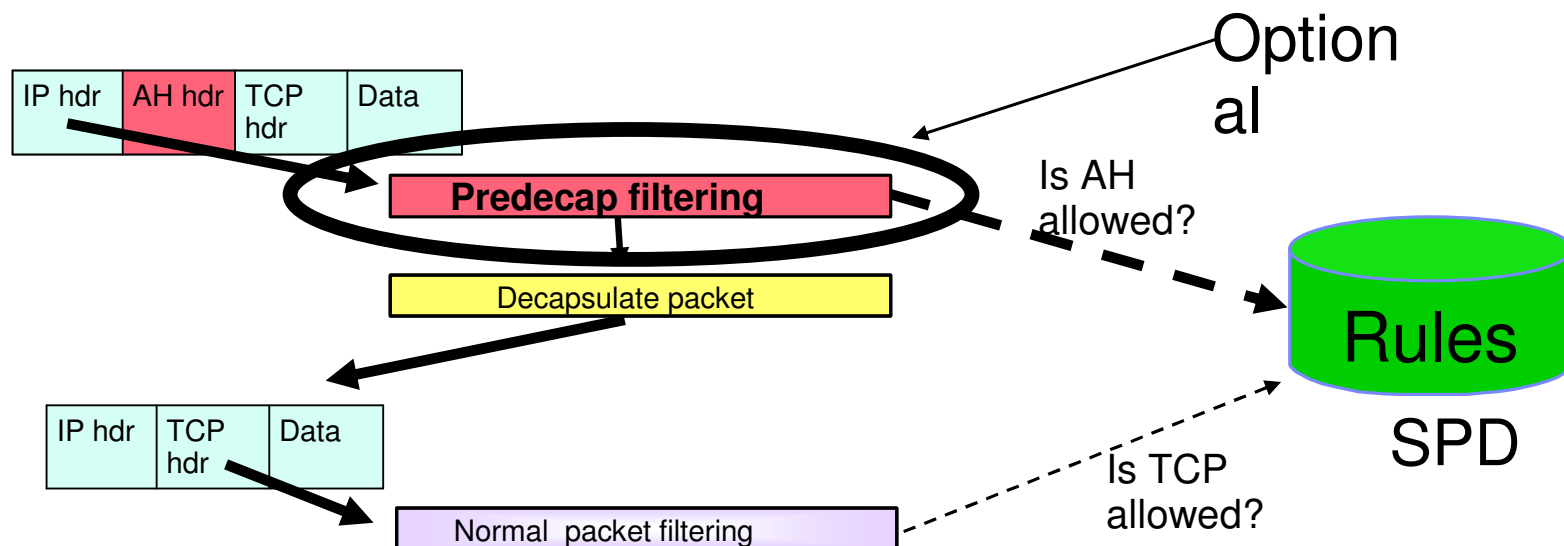 Option
al
IP hdr
AH hdr
TCP
hdr
Data
Predecap filtering
Is AH
allowed?
Decapsulate packet
Rules
SPD
IP hdr
TCP
hdr
Data
Is TCP
allowed?
Normal packet filtering